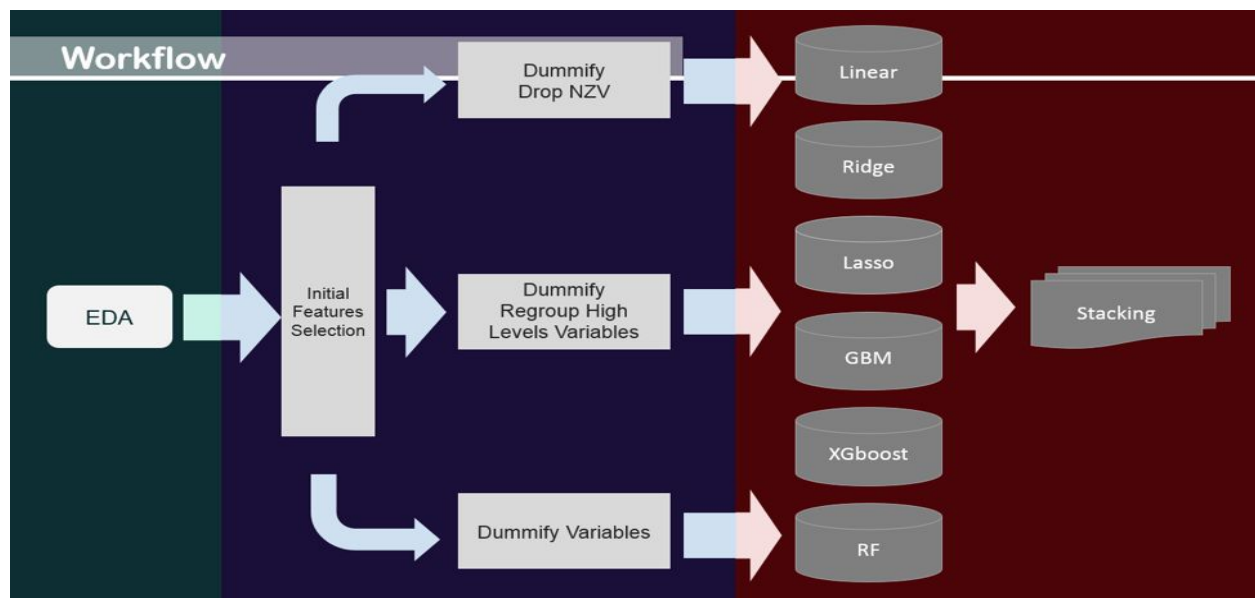 Workflow
EDA
Initial
Features
Selection
Dummify
Drop NZV
Dummify
Regroup High
Levels Variables
Dummify Variables
Linear
Ridge
Lasso
GBM
XGboost
RF
Stacking